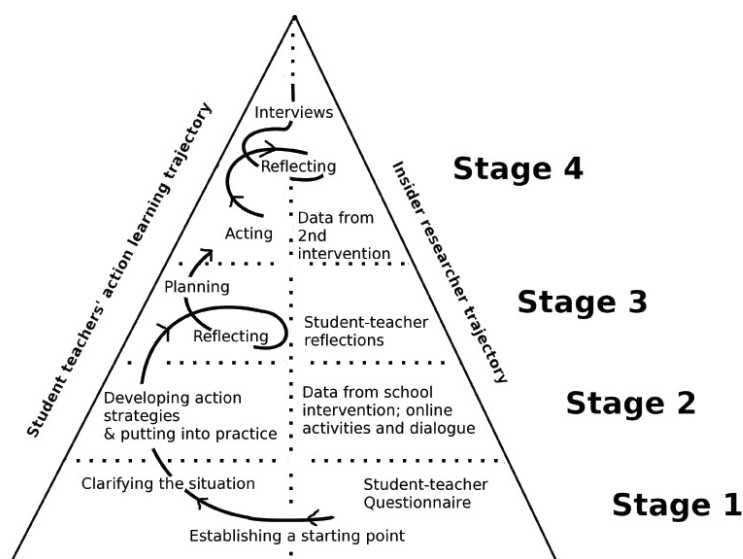 Interviews
Reflecting
Stage 4
Student teachers' action learning trajectory
Insider researcher trajectory
Acting
Data from
2nd
intervention
Planning
Stage 3
Reflecting
Student-teacher
reflections
Developing action
strategies
& putting into practice
Data from school
intervention; online
activities and dialogue
Stage 2
Clarifying the situation
Student-teacher
Questionnaire
Stage 1
Establishing a starting point